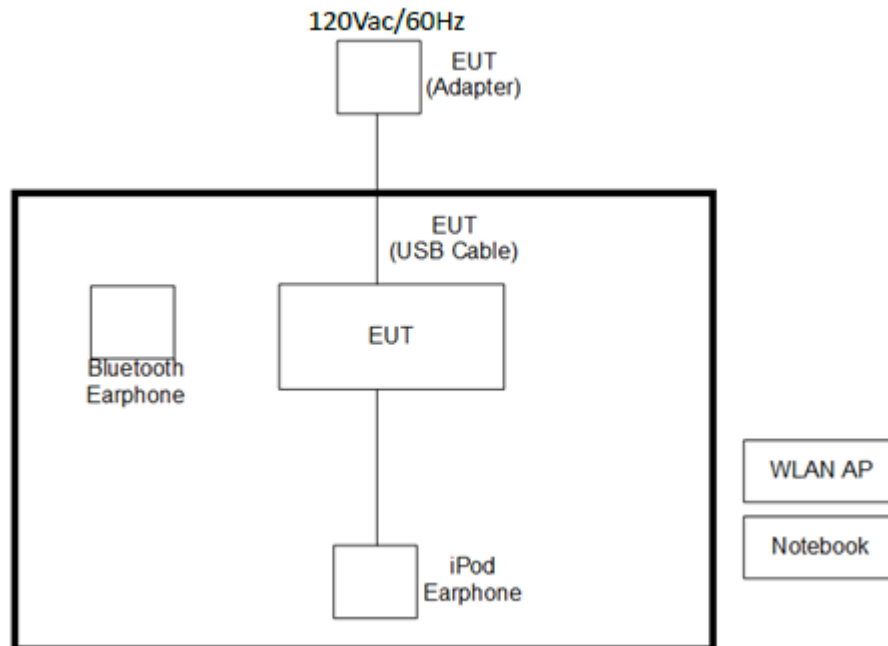 120Vac/60Hz
EUT
(Adapter)
EUT
(USB Cable)
EUT
Bluetooth
Earphone
WLAN AP
Notebook
iPod
Earphone